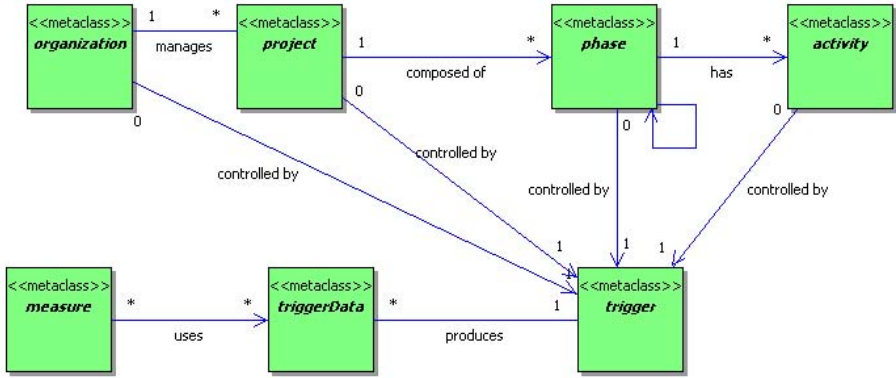 <<metaclass>>
organization
1
*
manages
<<metaclass>>
project
1
*
composed of
<<metaclass>>
phase
1
*
has
<<metaclass>>
activity
0
0
0
0
controlled by
controlled by
controlled by
controlled by
1
1
1
1
<<metaclass>>
measure
*
*
uses
<<metaclass>>
triggerData
*
1
produces
<<metaclass>>
trigger